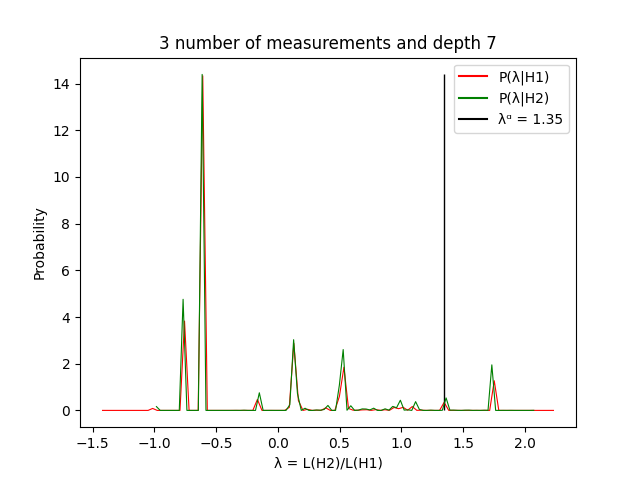 3 number of measurements and depth 7
P(λ|H1)
P(λ|H2)
λᵅ = 1.35
Probability
14
12
10
8
6
4
2
0
−1.5 −1.0 −0.5 0.0 0.5 1.0 1.5 2.0
λ = L(H2)/L(H1)